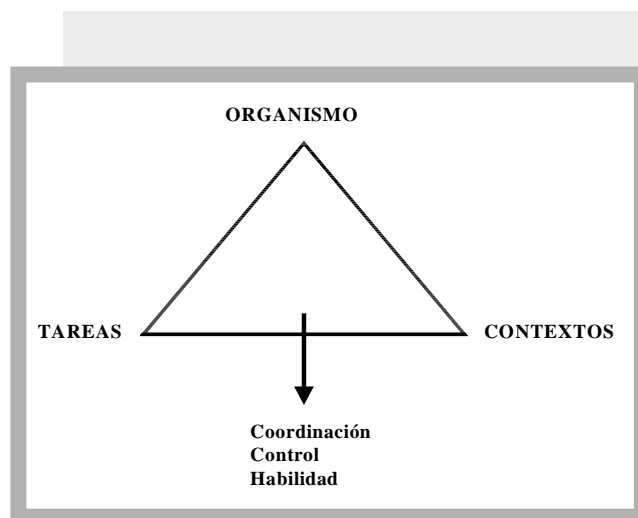 ORGANISMO
TAREAS
CONTEXTOS
Coordinación
Control
Habilidad